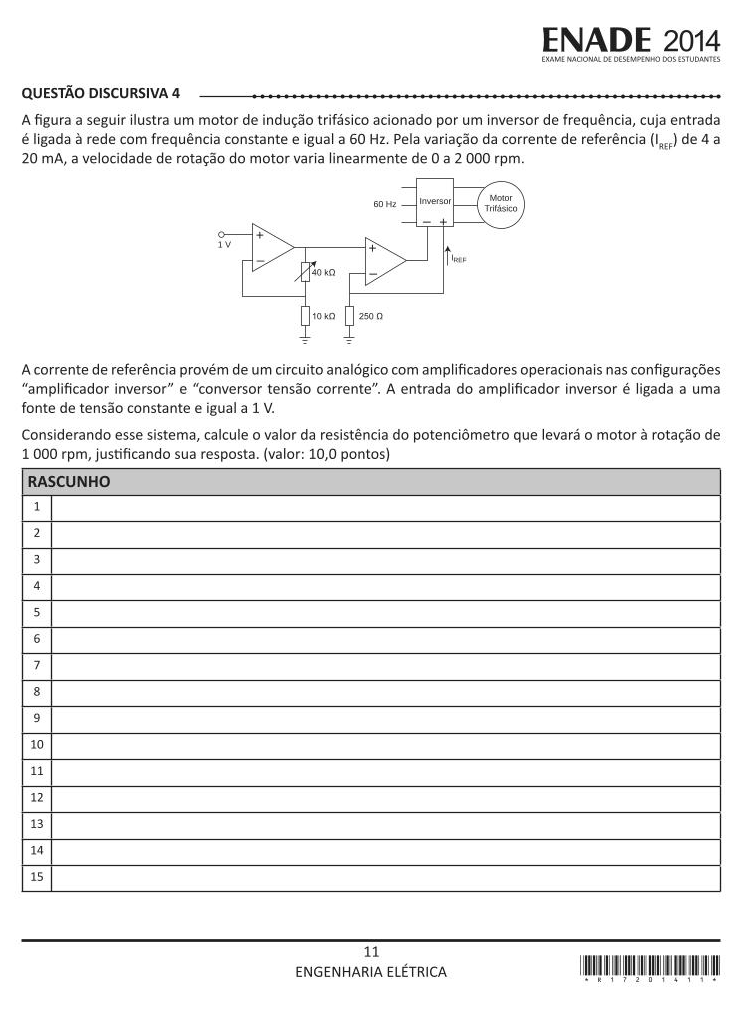 ENADE 2014
EXAME NACIONAL DE DESEMPENHO DOS ESTUDANTES
QUESTÃO DISCURSIVA 4
A figura a seguir ilustra um motor de indução trifásico acionado por um inversor de frequência, cuja entrada
é ligada à rede com frequência constante e igual a 60 Hz. Pela variação da corrente de referência (I_REF) de 4 a
20 mA, a velocidade de rotação do motor varia linearmente de 0 a 2 000 rpm.
60 Hz
Inversor
Motor
Trifásico
− +
+
1 V
−
+
−
I_REF
40 kΩ
10 kΩ
250 Ω
A corrente de referência provém de um circuito analógico com amplificadores operacionais nas configurações
“amplificador inversor” e “conversor tensão corrente”. A entrada do amplificador inversor é ligada a uma
fonte de tensão constante e igual a 1 V.
Considerando esse sistema, calcule o valor da resistência do potenciômetro que levará o motor à rotação de
1 000 rpm, justificando sua resposta. (valor: 10,0 pontos)
RASCUNHO
1
2
3
4
5
6
7
8
9
10
11
12
13
14
15
11
ENGENHARIA ELÉTRICA
* R 1 7 2 0 1 4 1 1 *